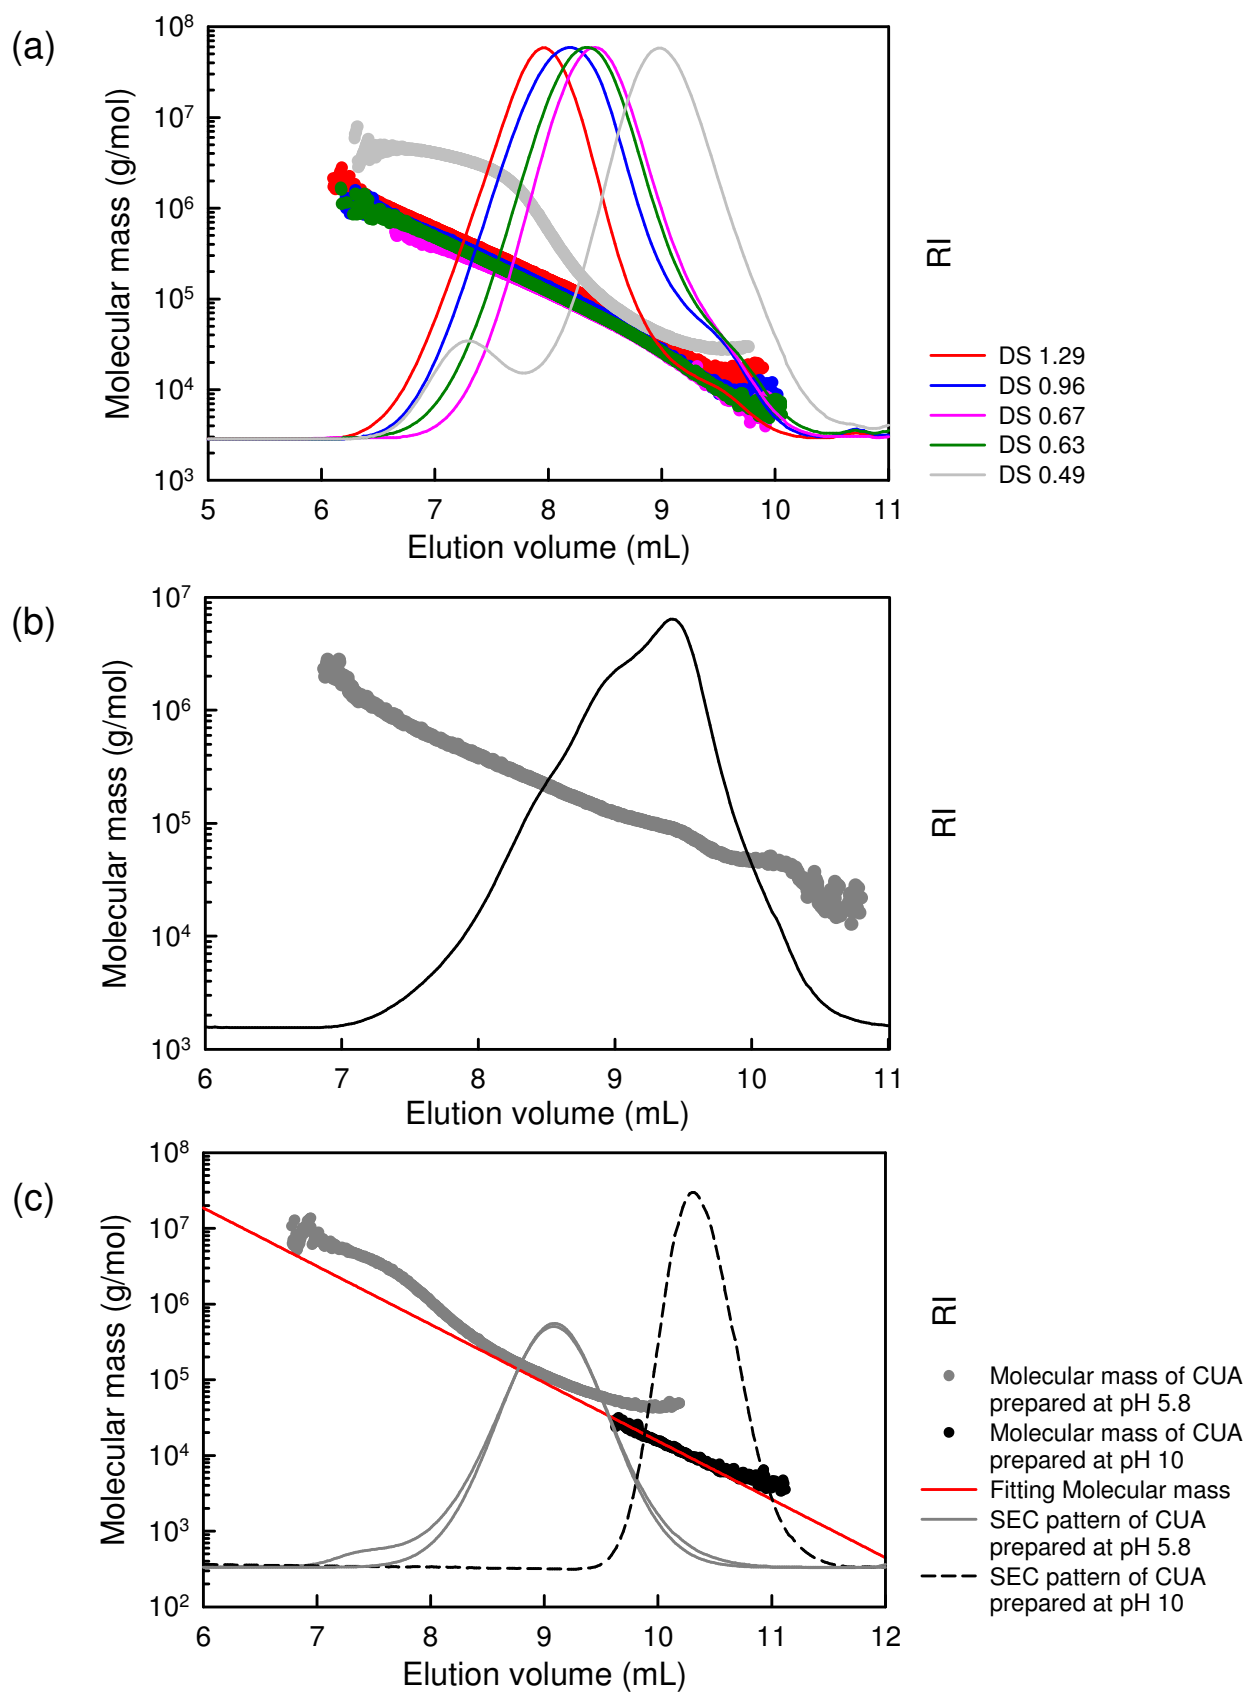 (a)
10⁸
10⁷
10⁶
10⁵
10⁴
10³
Molecular mass (g/mol)
RI
DS 1.29
DS 0.96
DS 0.67
DS 0.63
DS 0.49
5 6 7 8 9 10 11
Elution volume (mL)
(b)
10⁷
10⁶
10⁵
10⁴
10³
Molecular mass (g/mol)
RI
6 7 8 9 10 11
Elution volume (mL)
(c)
10⁸
10⁷
10⁶
10⁵
10⁴
10³
10²
Molecular mass (g/mol)
RI
Molecular mass of CUA
prepared at pH 5.8
Molecular mass of CUA
prepared at pH 10
Fitting Molecular mass
SEC pattern of CUA
prepared at pH 5.8
SEC pattern of CUA
prepared at pH 10
6 7 8 9 10 11 12
Elution volume (mL)